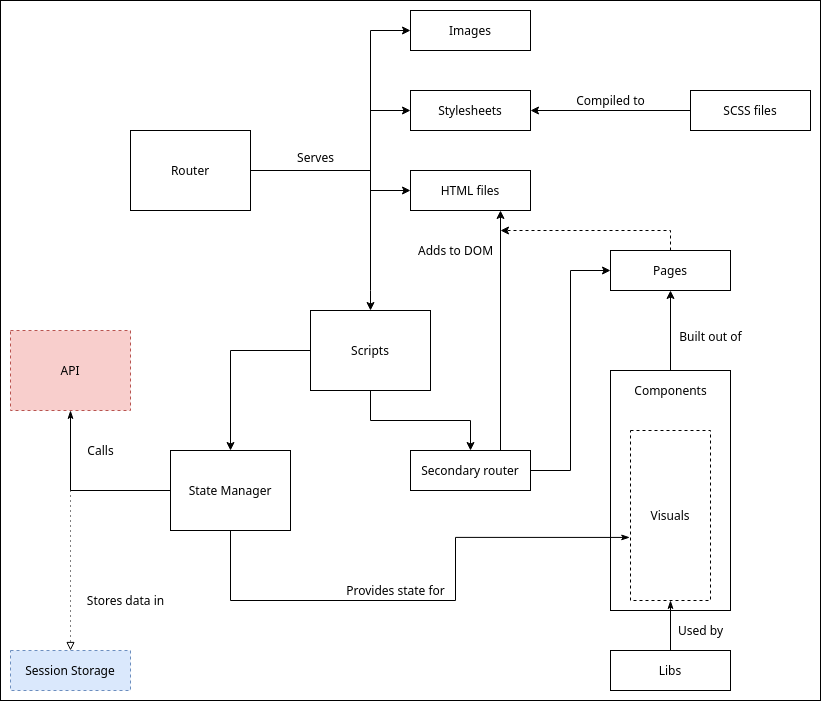 Images
Stylesheets
Compiled to
SCSS files
Router
Serves
HTML files
Adds to DOM
Pages
Scripts
Built out of
API
Components
Calls
Secondary router
State Manager
Visuals
Provides state for
Stores data in
Used by
Session Storage
Libs